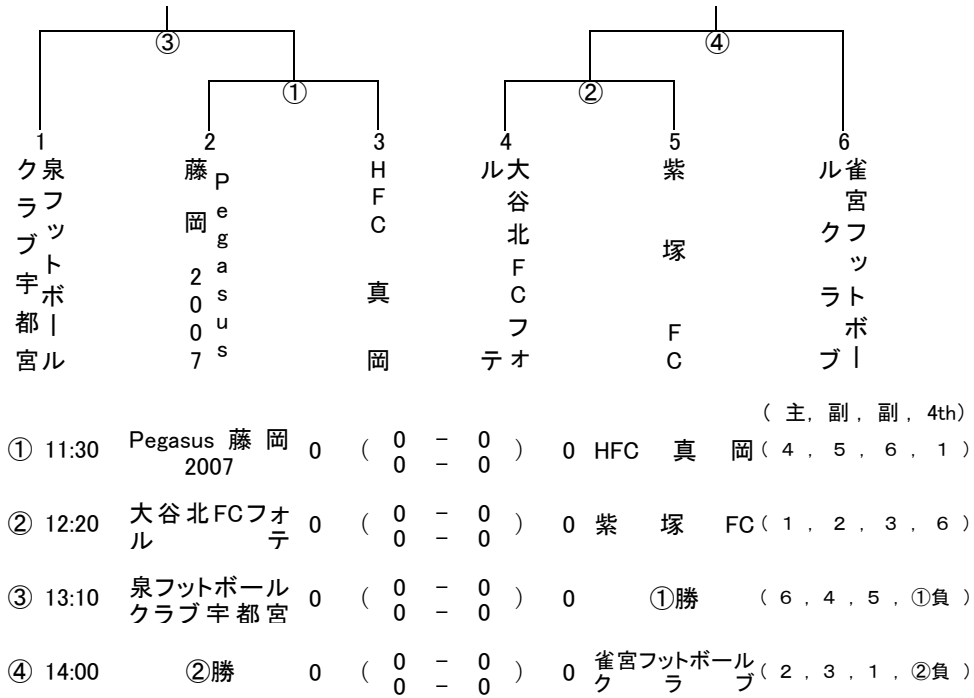 ③ ④
① ②
1 2 3 4 5 6
泉フットボールクラブ宇都宮
Pegasus藤岡2007
HFC真岡
大谷北FCフォルテ
紫塚FC
雀宮フットボールクラブ
( 主, 副 , 副 , 4th)
① 11:30 Pegasus 藤 岡 2007 0 ( 0 - 0 0 - 0 ) 0 HFC 真 岡 ( 4 , 5 , 6 , 1 )
② 12:20 大谷北FCフォルテ 0 ( 0 - 0 0 - 0 ) 0 紫 塚 FC ( 1 , 2 , 3 , 6 )
③ 13:10 泉フットボールクラブ宇都宮 0 ( 0 - 0 0 - 0 ) 0 ①勝 ( 6 , 4 , 5 , ①負 )
④ 14:00 ②勝 0 ( 0 - 0 0 - 0 ) 0 雀宮フットボールクラブ ( 2 , 3 , 1 , ②負 )